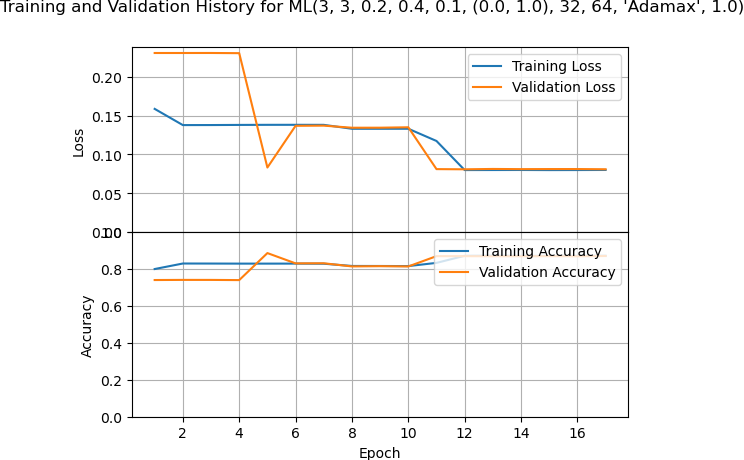 Training and Validation History for ML(3, 3, 0.2, 0.4, 0.1, (0.0, 1.0), 32, 64, 'Adamax', 1.0)
Training Loss
Validation Loss
0.20
0.15
0.10
0.05
0.00
Loss
1.0
0.8
0.6
0.4
0.2
0.0
Accuracy
Training Accuracy
Validation Accuracy
2 4 6 8 10 12 14 16
Epoch